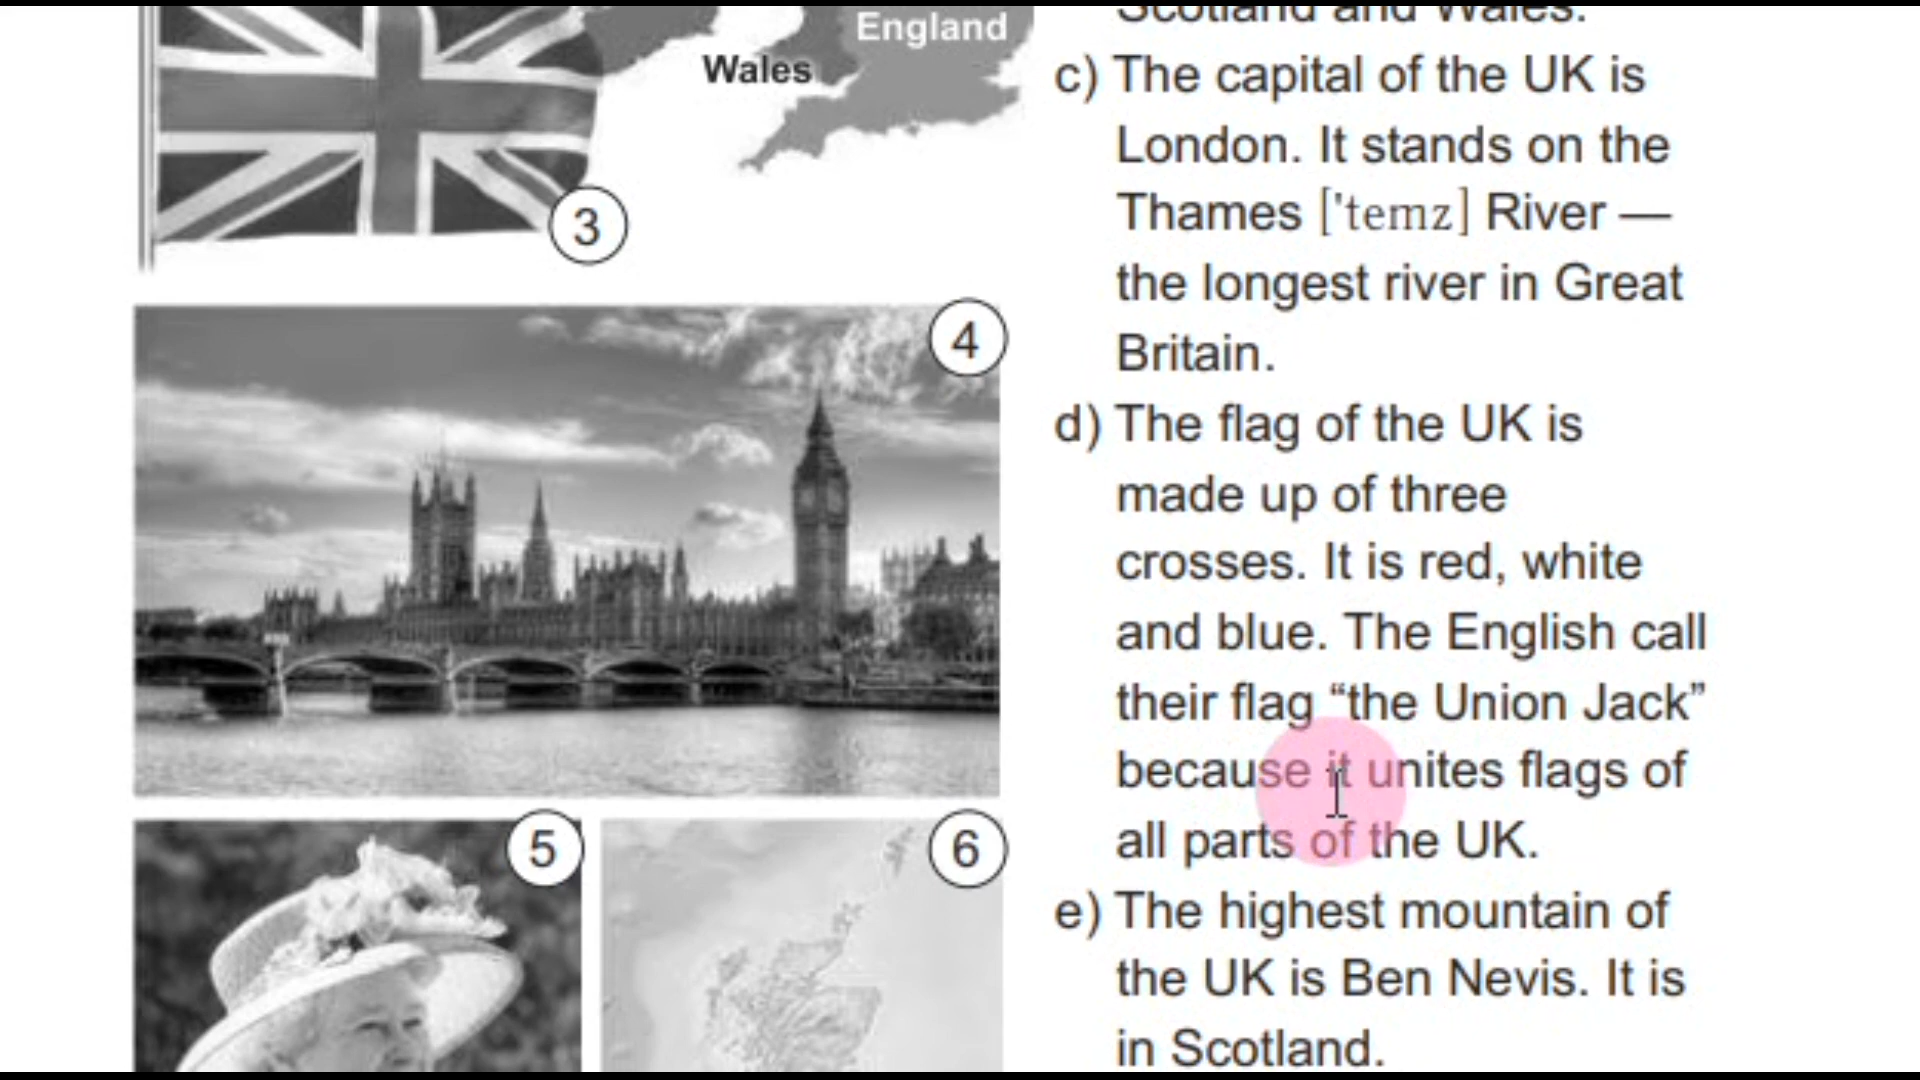 England
Wales
3
4
5
6
Scotland and Wales.
c) The capital of the UK is
London. It stands on the
Thames ['temz] River —
the longest river in Great
Britain.
d) The flag of the UK is
made up of three
crosses. It is red, white
and blue. The English call
their flag “the Union Jack”
because it unites flags of
all parts of the UK.
e) The highest mountain of
the UK is Ben Nevis. It is
in Scotland.